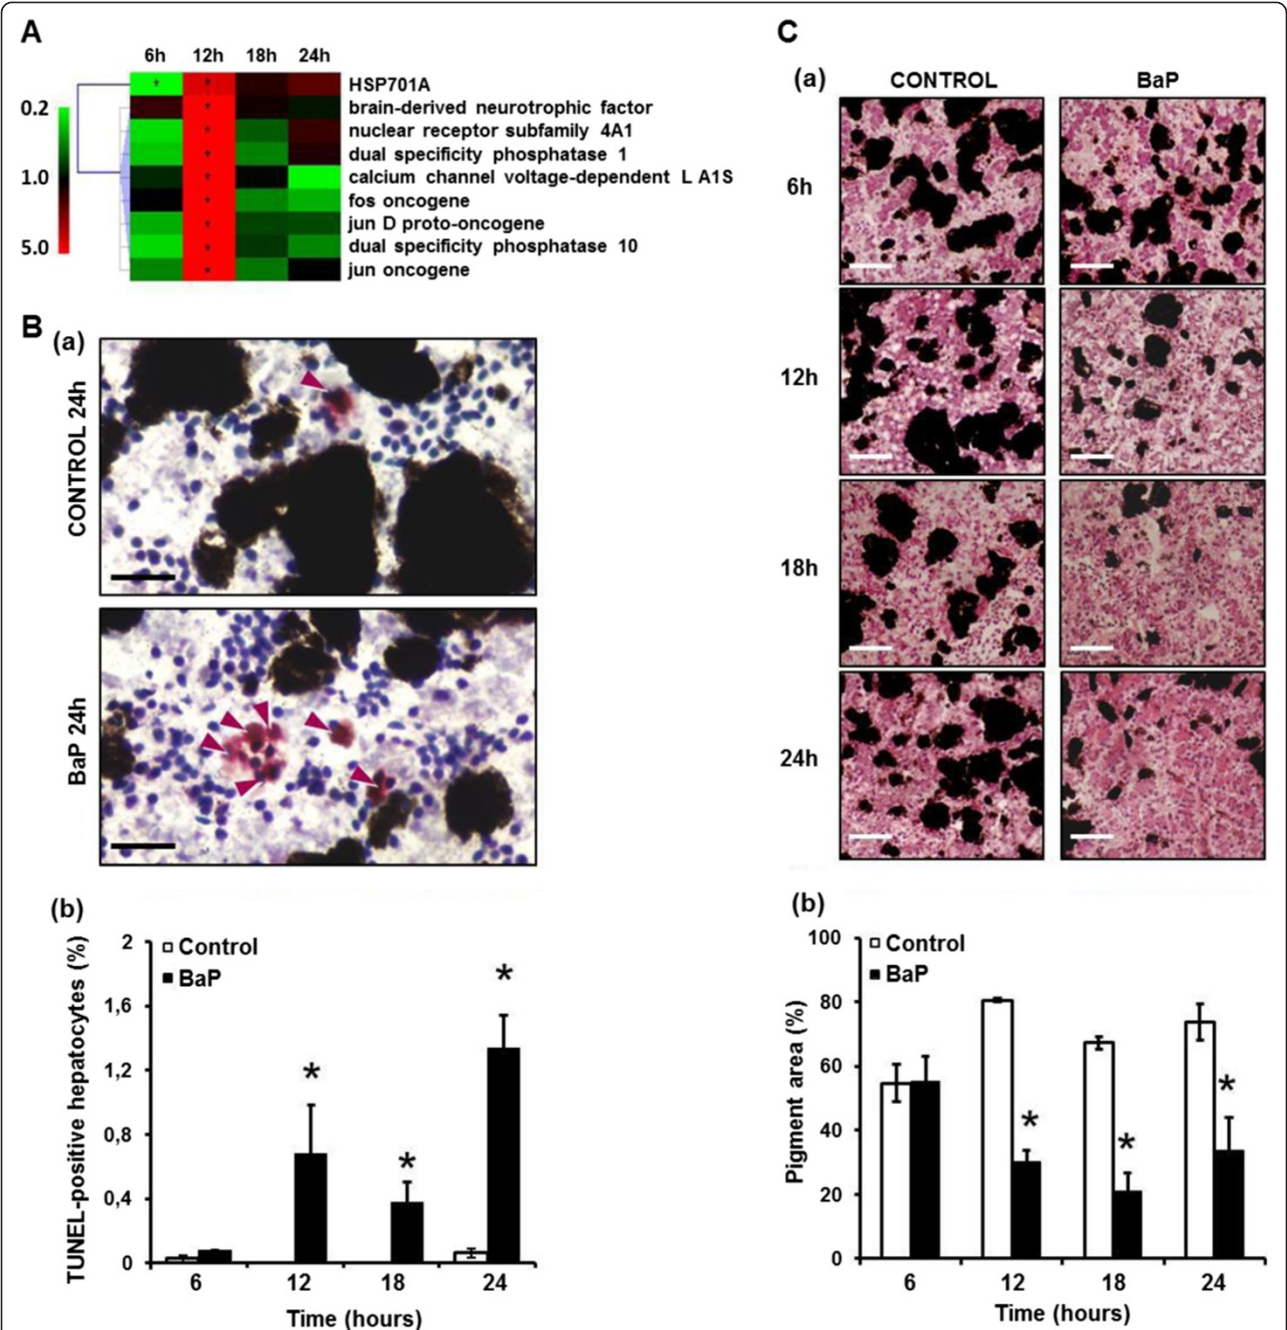 A
6h 12h 18h 24h
0.2
1.0
5.0
HSP701A
brain-derived neurotrophic factor
nuclear receptor subfamily 4A1
dual specificity phosphatase 1
calcium channel voltage-dependent L A1S
fos oncogene
jun D proto-oncogene
dual specificity phosphatase 10
jun oncogene
B
(a)
CONTROL 24h
BaP 24h
(b)
TUNEL-positive hepatocytes (%)
2
1,6
1,2
0,8
0,4
0
Control
BaP
*
*
*
6 12 18 24
Time (hours)
C
(a)
CONTROL BaP
6h
12h
18h
24h
(b)
Pigment area (%)
100
80
60
40
20
0
Control
BaP
*
*
*
6 12 18 24
Time (hours)